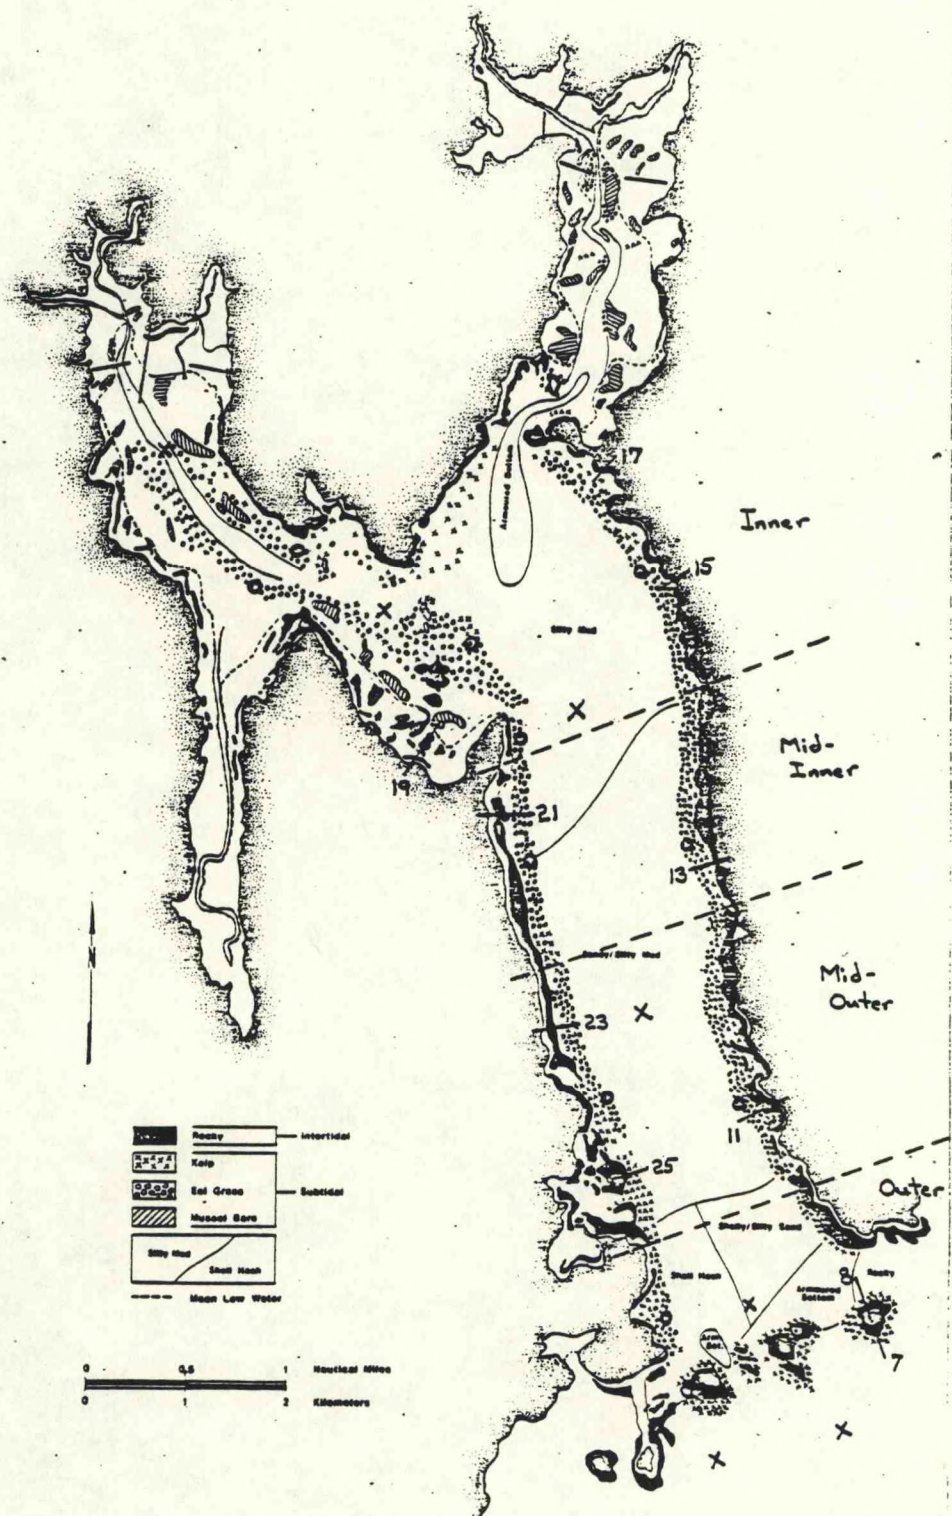 17
Armored Bottom
Inner
15
Silty Mud
Mid-
Inner
19
21
13
Sandy/Silty Mud
Mid-
Outer
N
23
11
25
Outer
Rocky
Intertidal
Kelp
Eel Grass
Subtidal
Mussel Bars
Silty Mud
Shell Hash
Mean Low Water
Shelly/Silty Sand
Shell Hash
8
Rocky
Armored
Bottom
7
0 0.5 1 Nautical Miles
0 1 2 Kilometers